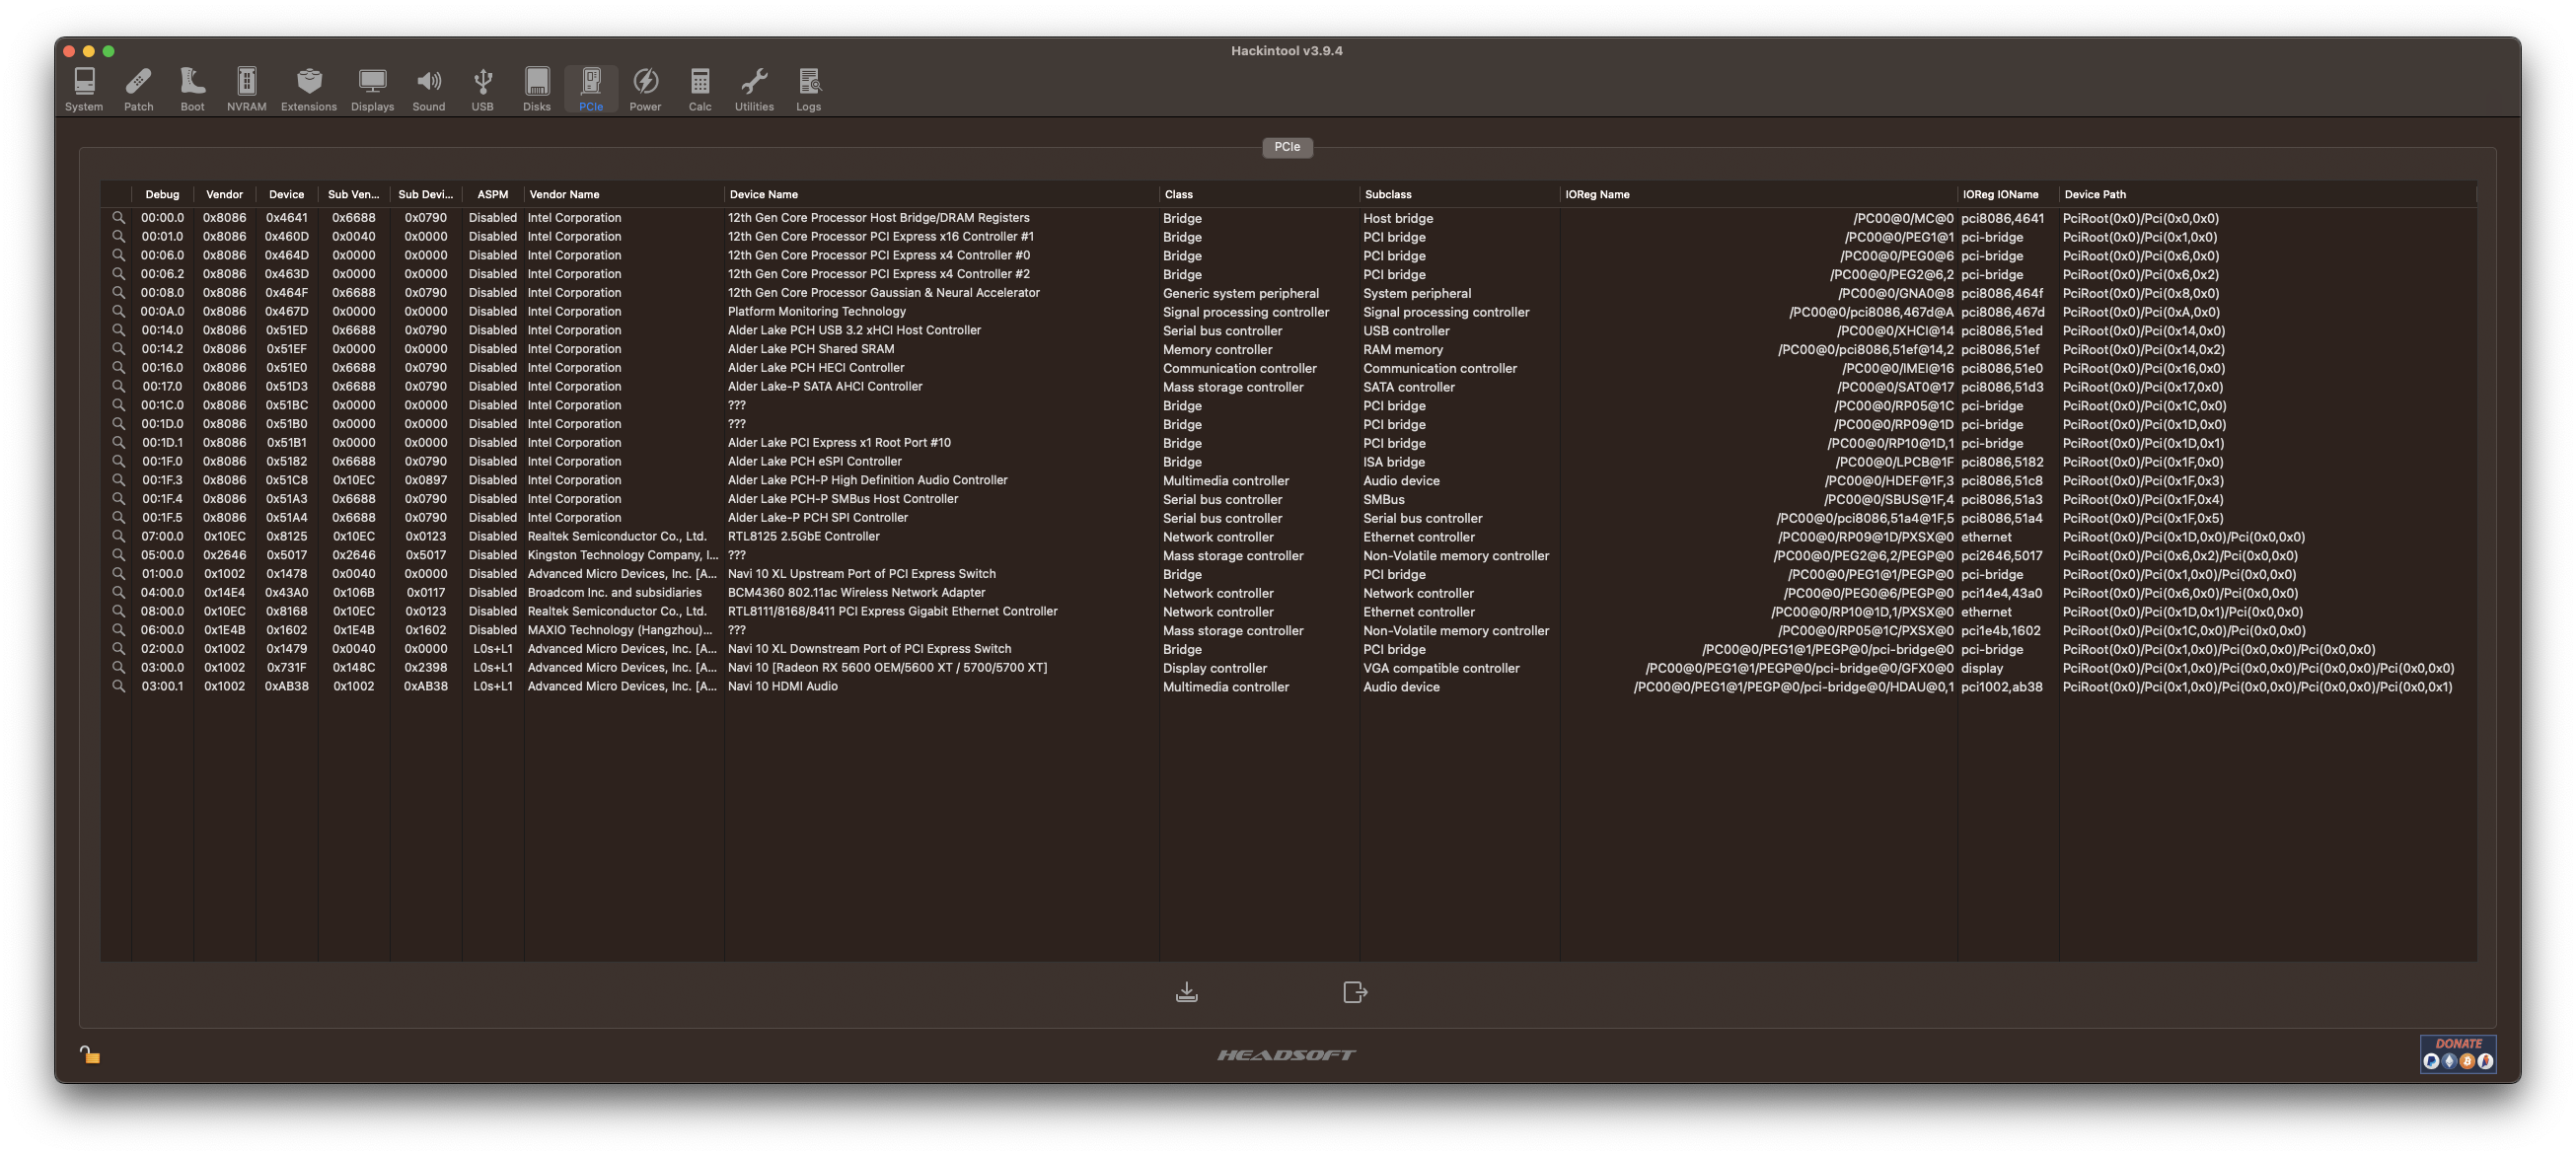 Hackintool v3.9.4
System Patch Boot NVRAM Extensions Displays Sound USB Disks PCIe Power Calc Utilities Logs
PCIe
Debug Vendor Device Sub Ven... Sub Devi... ASPM Vendor Name Device Name Class Subclass IOReg Name IOReg IOName Device Path
00:00.0 0x8086 0x4641 0x6688 0x0790 Disabled Intel Corporation 12th Gen Core Processor Host Bridge/DRAM Registers Bridge Host bridge /PC00@0/MC@0 pci8086,4641 PciRoot(0x0)/Pci(0x0,0x0)
00:01.0 0x8086 0x460D 0x0040 0x0000 Disabled Intel Corporation 12th Gen Core Processor PCI Express x16 Controller #1 Bridge PCI bridge /PC00@0/PEG1@1 pci-bridge PciRoot(0x0)/Pci(0x1,0x0)
00:06.0 0x8086 0x464D 0x0000 0x0000 Disabled Intel Corporation 12th Gen Core Processor PCI Express x4 Controller #0 Bridge PCI bridge /PC00@0/PEG0@6 pci-bridge PciRoot(0x0)/Pci(0x6,0x0)
00:06.2 0x8086 0x463D 0x0000 0x0000 Disabled Intel Corporation 12th Gen Core Processor PCI Express x4 Controller #2 Bridge PCI bridge /PC00@0/PEG2@6,2 pci-bridge PciRoot(0x0)/Pci(0x6,0x2)
00:08.0 0x8086 0x464F 0x6688 0x0790 Disabled Intel Corporation 12th Gen Core Processor Gaussian & Neural Accelerator Generic system peripheral System peripheral /PC00@0/GNA0@8 pci8086,464f PciRoot(0x0)/Pci(0x8,0x0)
00:0A.0 0x8086 0x467D 0x0000 0x0000 Disabled Intel Corporation Platform Monitoring Technology Signal processing controller Signal processing controller /PC00@0/pci8086,467d@A pci8086,467d PciRoot(0x0)/Pci(0xA,0x0)
00:14.0 0x8086 0x51ED 0x6688 0x0790 Disabled Intel Corporation Alder Lake PCH USB 3.2 xHCI Host Controller Serial bus controller USB controller /PC00@0/XHCI@14 pci8086,51ed PciRoot(0x0)/Pci(0x14,0x0)
00:14.2 0x8086 0x51EF 0x0000 0x0000 Disabled Intel Corporation Alder Lake PCH Shared SRAM Memory controller RAM memory /PC00@0/pci8086,51ef@14,2 pci8086,51ef PciRoot(0x0)/Pci(0x14,0x2)
00:16.0 0x8086 0x51E0 0x6688 0x0790 Disabled Intel Corporation Alder Lake PCH HECI Controller Communication controller Communication controller /PC00@0/IMEI@16 pci8086,51e0 PciRoot(0x0)/Pci(0x16,0x0)
00:17.0 0x8086 0x51D3 0x6688 0x0790 Disabled Intel Corporation Alder Lake-P SATA AHCI Controller Mass storage controller SATA controller /PC00@0/SAT0@17 pci8086,51d3 PciRoot(0x0)/Pci(0x17,0x0)
00:1C.0 0x8086 0x51BC 0x0000 0x0000 Disabled Intel Corporation ??? Bridge PCI bridge /PC00@0/RP05@1C pci-bridge PciRoot(0x0)/Pci(0x1C,0x0)
00:1D.0 0x8086 0x51B0 0x0000 0x0000 Disabled Intel Corporation ??? Bridge PCI bridge /PC00@0/RP09@1D pci-bridge PciRoot(0x0)/Pci(0x1D,0x0)
00:1D.1 0x8086 0x51B1 0x0000 0x0000 Disabled Intel Corporation Alder Lake PCI Express x1 Root Port #10 Bridge PCI bridge /PC00@0/RP10@1D,1 pci-bridge PciRoot(0x0)/Pci(0x1D,0x1)
00:1F.0 0x8086 0x5182 0x6688 0x0790 Disabled Intel Corporation Alder Lake PCH eSPI Controller Bridge ISA bridge /PC00@0/LPCB@1F pci8086,5182 PciRoot(0x0)/Pci(0x1F,0x0)
00:1F.3 0x8086 0x51C8 0x10EC 0x0897 Disabled Intel Corporation Alder Lake PCH-P High Definition Audio Controller Multimedia controller Audio device /PC00@0/HDEF@1F,3 pci8086,51c8 PciRoot(0x0)/Pci(0x1F,0x3)
00:1F.4 0x8086 0x51A3 0x6688 0x0790 Disabled Intel Corporation Alder Lake PCH-P SMBus Host Controller Serial bus controller SMBus /PC00@0/SBUS@1F,4 pci8086,51a3 PciRoot(0x0)/Pci(0x1F,0x4)
00:1F.5 0x8086 0x51A4 0x6688 0x0790 Disabled Intel Corporation Alder Lake-P PCH SPI Controller Serial bus controller Serial bus controller /PC00@0/pci8086,51a4@1F,5 pci8086,51a4 PciRoot(0x0)/Pci(0x1F,0x5)
07:00.0 0x10EC 0x8125 0x10EC 0x0123 Disabled Realtek Semiconductor Co., Ltd. RTL8125 2.5GbE Controller Network controller Ethernet controller /PC00@0/RP09@1D/PXSX@0 ethernet PciRoot(0x0)/Pci(0x1D,0x0)/Pci(0x0,0x0)
05:00.0 0x2646 0x5017 0x2646 0x5017 Disabled Kingston Technology Company, I... ??? Mass storage controller Non-Volatile memory controller /PC00@0/PEG2@6,2/PEGP@0 pci2646,5017 PciRoot(0x0)/Pci(0x6,0x2)/Pci(0x0,0x0)
01:00.0 0x1002 0x1478 0x0040 0x0000 Disabled Advanced Micro Devices, Inc. [A... Navi 10 XL Upstream Port of PCI Express Switch Bridge PCI bridge /PC00@0/PEG1@1/PEGP@0 pci-bridge PciRoot(0x0)/Pci(0x1,0x0)/Pci(0x0,0x0)
04:00.0 0x14E4 0x43A0 0x106B 0x0117 Disabled Broadcom Inc. and subsidiaries BCM4360 802.11ac Wireless Network Adapter Network controller Network controller /PC00@0/PEG0@6/PEGP@0 pci14e4,43a0 PciRoot(0x0)/Pci(0x6,0x0)/Pci(0x0,0x0)
08:00.0 0x10EC 0x8168 0x10EC 0x0123 Disabled Realtek Semiconductor Co., Ltd. RTL8111/8168/8411 PCI Express Gigabit Ethernet Controller Network controller Ethernet controller /PC00@0/RP10@1D,1/PXSX@0 ethernet PciRoot(0x0)/Pci(0x1D,0x1)/Pci(0x0,0x0)
06:00.0 0x1E4B 0x1602 0x1E4B 0x1602 Disabled MAXIO Technology (Hangzhou)... ??? Mass storage controller Non-Volatile memory controller /PC00@0/RP05@1C/PXSX@0 pci1e4b,1602 PciRoot(0x0)/Pci(0x1C,0x0)/Pci(0x0,0x0)
02:00.0 0x1002 0x1479 0x0040 0x0000 L0s+L1 Advanced Micro Devices, Inc. [A... Navi 10 XL Downstream Port of PCI Express Switch Bridge PCI bridge /PC00@0/PEG1@1/PEGP@0/pci-bridge@0 pci-bridge PciRoot(0x0)/Pci(0x1,0x0)/Pci(0x0,0x0)/Pci(0x0,0x0)
03:00.0 0x1002 0x731F 0x148C 0x2398 L0s+L1 Advanced Micro Devices, Inc. [A... Navi 10 [Radeon RX 5600 OEM/5600 XT / 5700/5700 XT] Display controller VGA compatible controller /PC00@0/PEG1@1/PEGP@0/pci-bridge@0/GFX0@0 display PciRoot(0x0)/Pci(0x1,0x0)/Pci(0x0,0x0)/Pci(0x0,0x0)/Pci(0x0,0x0)
03:00.1 0x1002 0xAB38 0x1002 0xAB38 L0s+L1 Advanced Micro Devices, Inc. [A... Navi 10 HDMI Audio Multimedia controller Audio device /PC00@0/PEG1@1/PEGP@0/pci-bridge@0/HDAU@0,1 pci1002,ab38 PciRoot(0x0)/Pci(0x1,0x0)/Pci(0x0,0x0)/Pci(0x0,0x0)/Pci(0x0,0x1)
HEADSOFT
DONATE